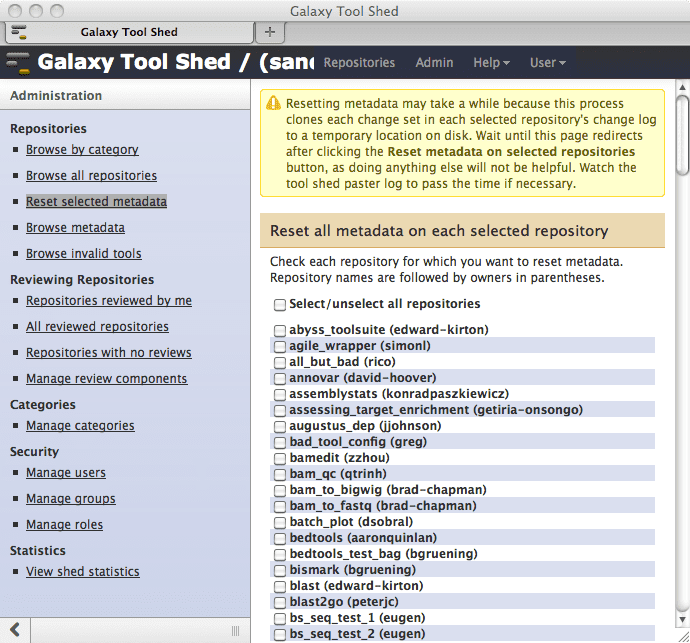 Galaxy Tool Shed
Galaxy Tool Shed
Galaxy Tool Shed / (sand
Repositories Admin Help User
Administration
Repositories
Browse by category
Browse all repositories
Reset selected metadata
Browse metadata
Browse invalid tools
Reviewing Repositories
Repositories reviewed by me
All reviewed repositories
Repositories with no reviews
Manage review components
Categories
Manage categories
Security
Manage users
Manage groups
Manage roles
Statistics
View shed statistics
Resetting metadata may take a while because this process
clones each change set in each selected repository's change log
to a temporary location on disk. Wait until this page redirects
after clicking the Reset metadata on selected repositories
button, as doing anything else will not be helpful. Watch the
tool shed paster log to pass the time if necessary.
Reset all metadata on each selected repository
Check each repository for which you want to reset metadata.
Repository names are followed by owners in parentheses.
Select/unselect all repositories
abyss_toolsuite (edward-kirton)
agile_wrapper (simonl)
all_but_bad (rico)
annovar (david-hoover)
assemblystats (konradpaszkiewicz)
assessing_target_enrichment (getiria-onsongo)
augustus_dep (jjohnson)
bad_tool_config (greg)
bamedit (zzhou)
bam_qc (qtrinh)
bam_to_bigwig (brad-chapman)
bam_to_fastq (brad-chapman)
batch_plot (dsobral)
bedtools (aaronquinlan)
bedtools_test_bag (bgruening)
bismark (bgruening)
blast (edward-kirton)
blast2go (peterjc)
bs_seq_test_1 (eugen)
bs_seq_test_2 (eugen)